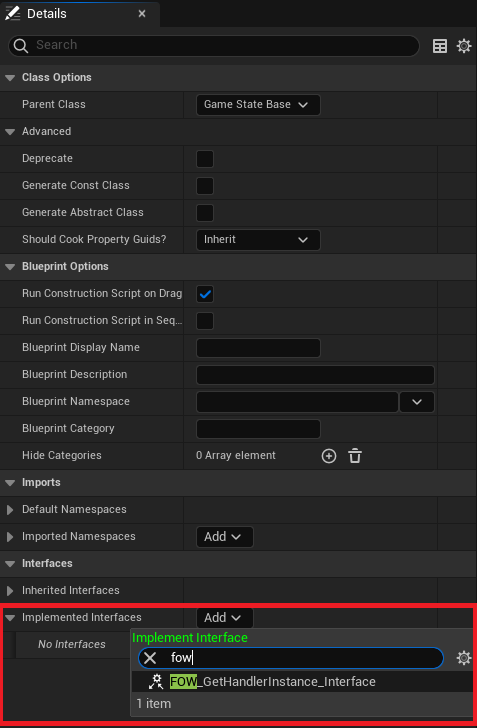 Details
Search
Class Options
Parent Class Game State Base
Advanced
Deprecate
Generate Const Class
Generate Abstract Class
Should Cook Property Guids? Inherit
Blueprint Options
Run Construction Script on Drag
Run Construction Script in Seq...
Blueprint Display Name
Blueprint Description
Blueprint Namespace
Blueprint Category
Hide Categories 0 Array element
Imports
Default Namespaces
Imported Namespaces Add
Interfaces
Inherited Interfaces
Implemented Interfaces Add
Implement Interface
No Interfaces
fow
FOW_GetHandlerInstance_Interface
1 item